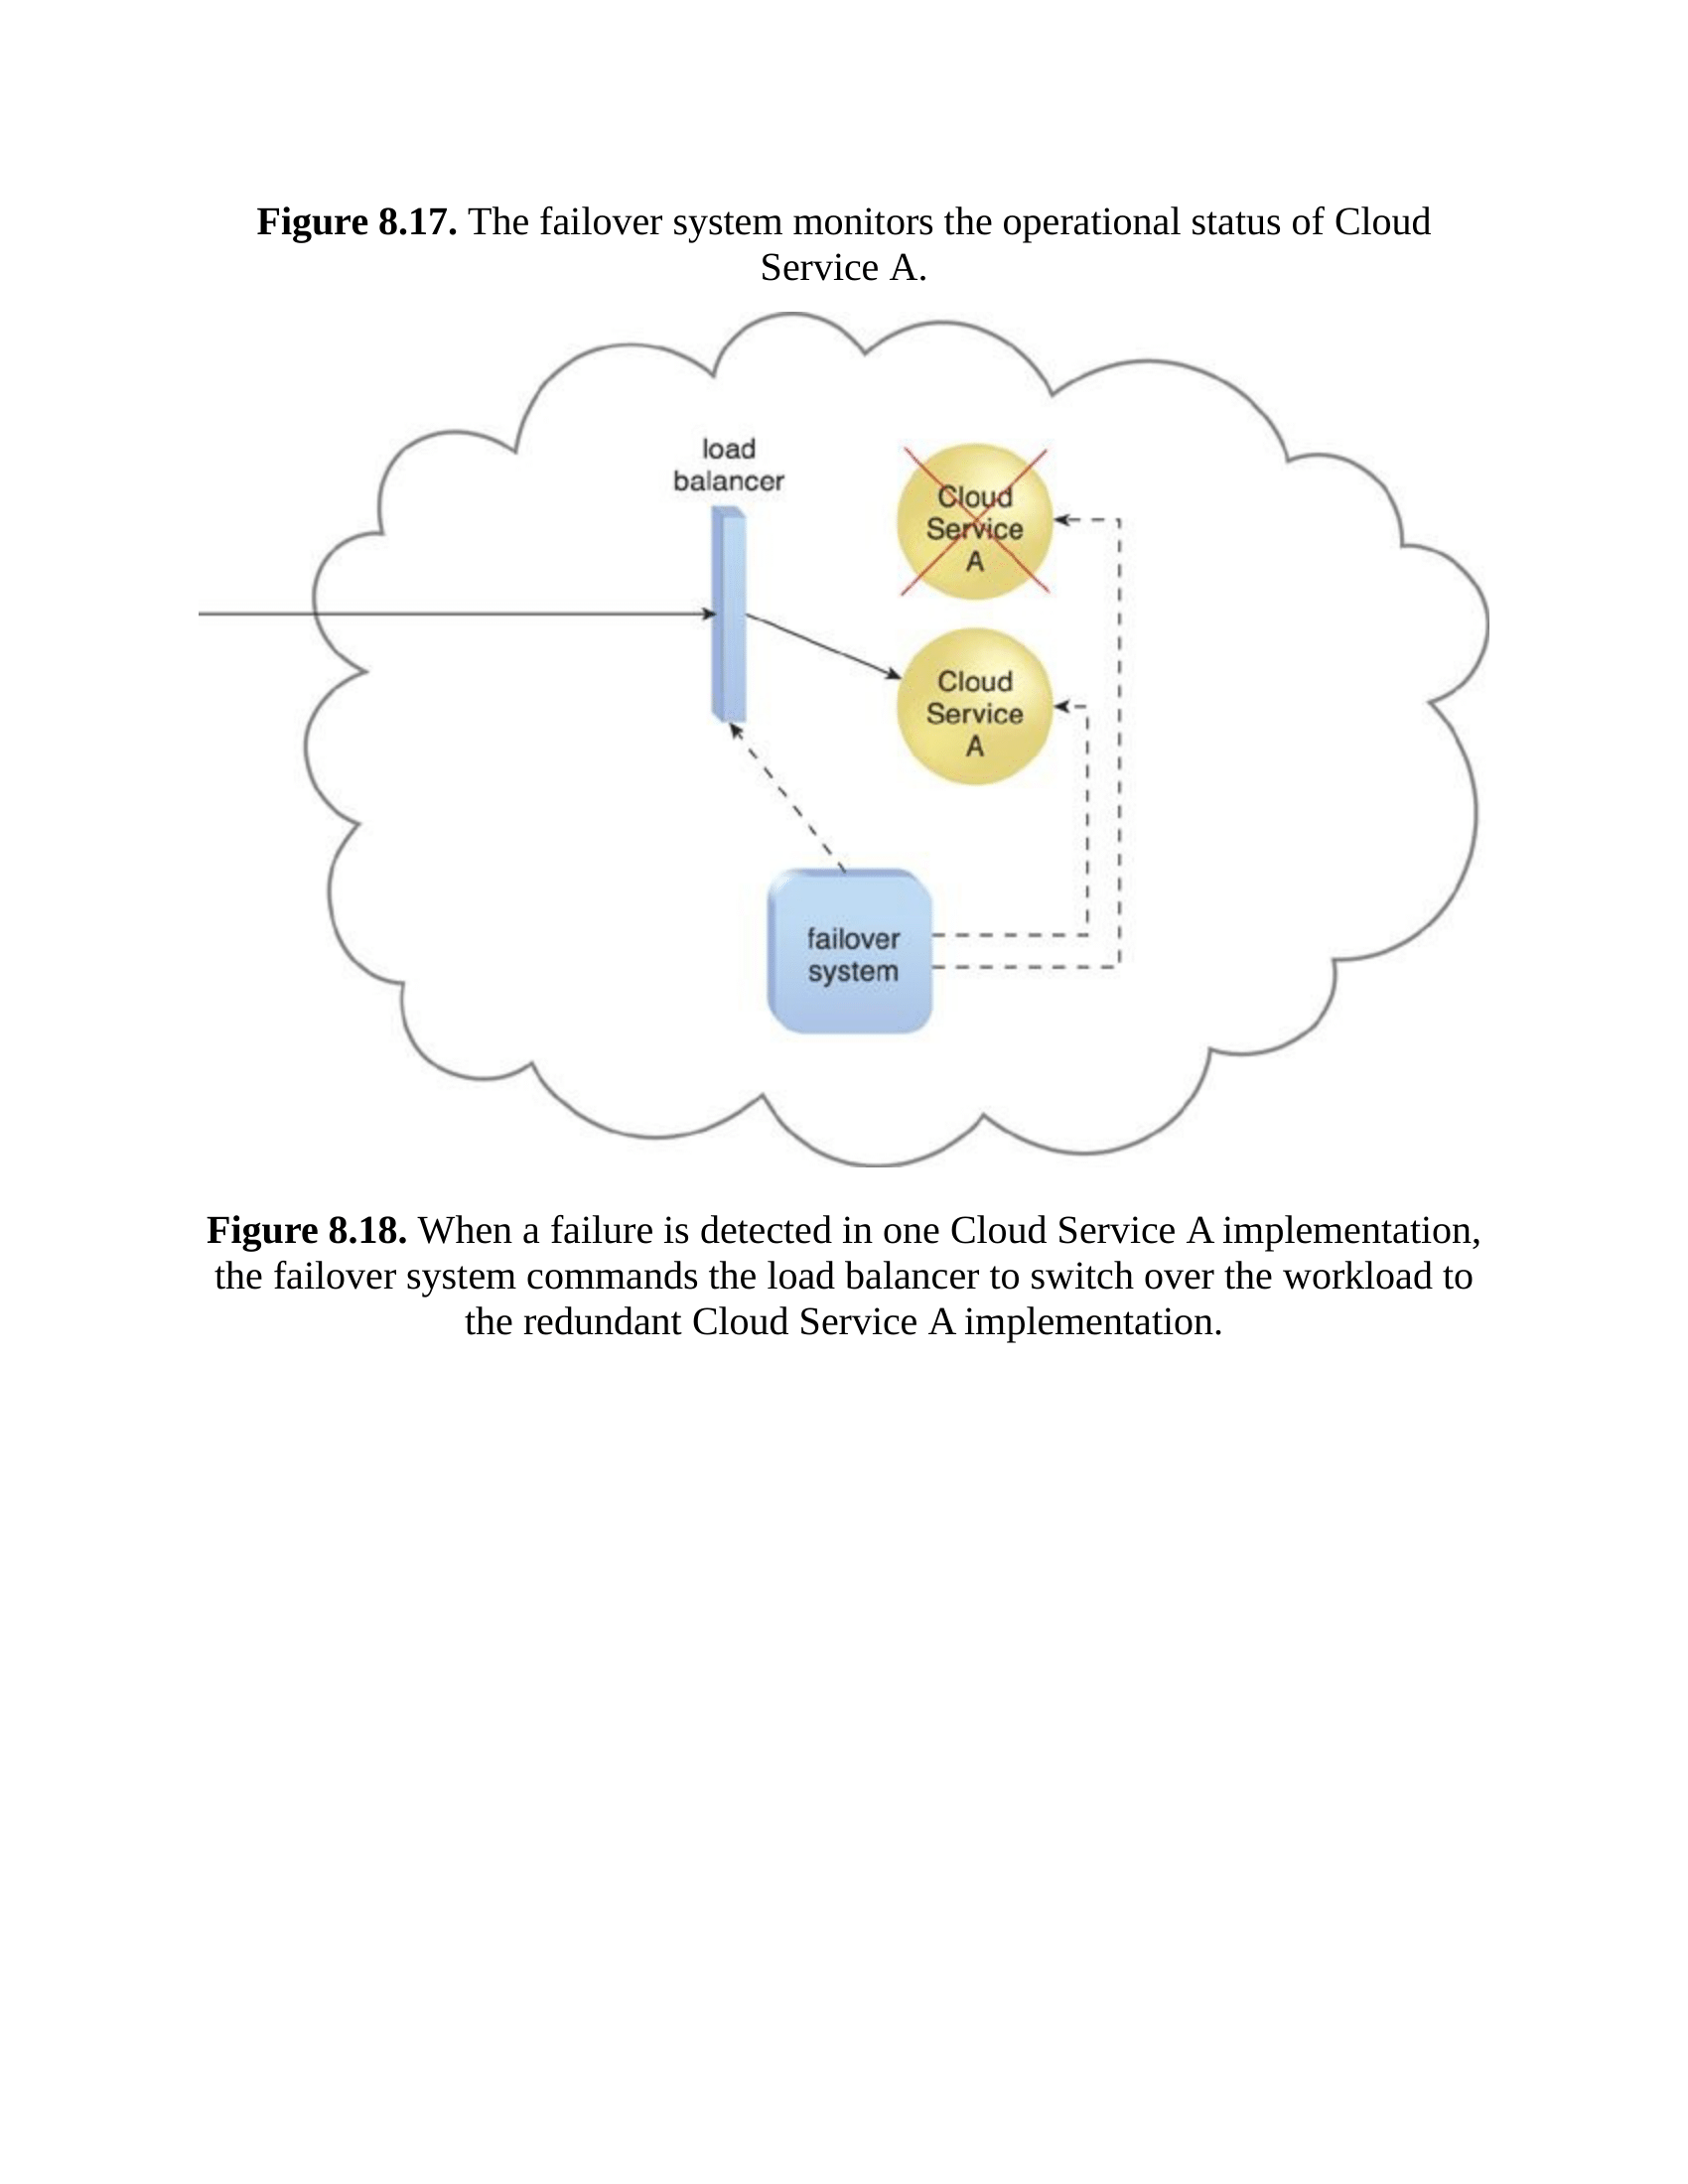 Figure 8.17. The failover system monitors the operational status of Cloud
Service A.
load
balancer
Cloud
Service
A
Cloud
Service
A
failover
system
Figure 8.18. When a failure is detected in one Cloud Service A implementation,
the failover system commands the load balancer to switch over the workload to
the redundant Cloud Service A implementation.